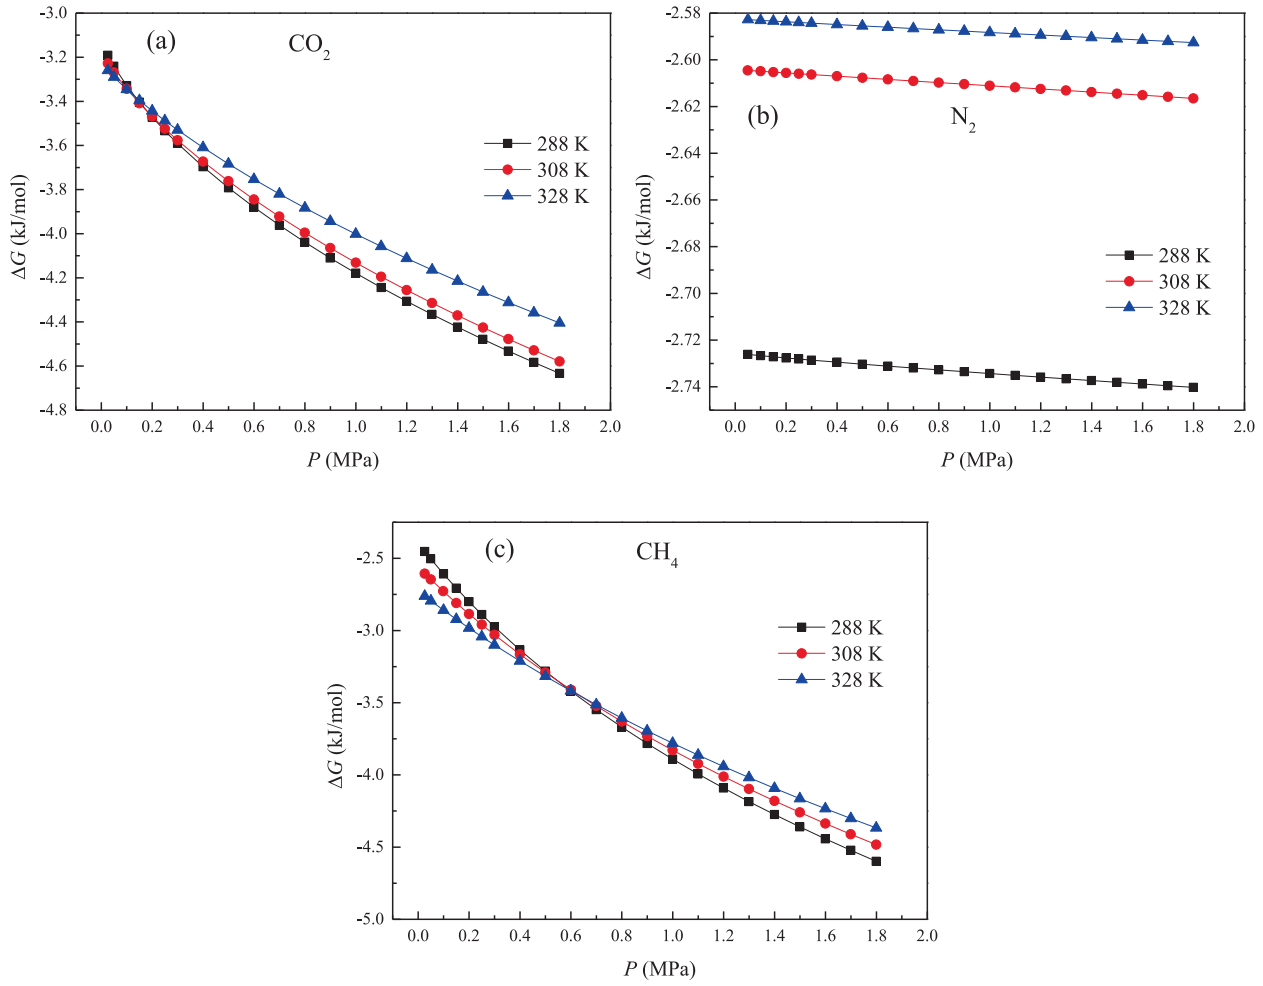 (a)
CO2
ΔG (kJ/mol)
-3.0
-3.2
-3.4
-3.6
-3.8
-4.0
-4.2
-4.4
-4.6
-4.8
288 K
308 K
328 K
0.0 0.2 0.4 0.6 0.8 1.0 1.2 1.4 1.6 1.8 2.0
P (MPa)
(b)
N2
ΔG (kJ/mol)
-2.58
-2.60
-2.62
-2.64
-2.66
-2.68
-2.70
-2.72
-2.74
288 K
308 K
328 K
0.0 0.2 0.4 0.6 0.8 1.0 1.2 1.4 1.6 1.8 2.0
P (MPa)
(c)
CH4
ΔG (kJ/mol)
-2.5
-3.0
-3.5
-4.0
-4.5
-5.0
288 K
308 K
328 K
0.0 0.2 0.4 0.6 0.8 1.0 1.2 1.4 1.6 1.8 2.0
P (MPa)